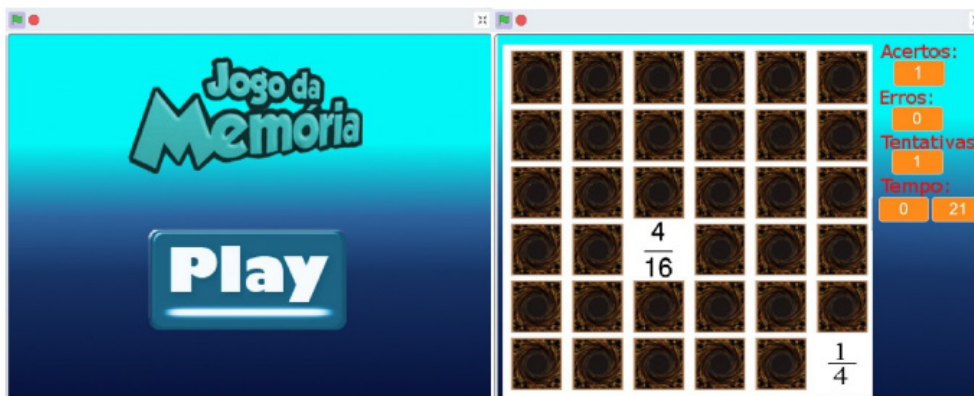 Jogo da
Memória
Play
Acertos:
1
Erros:
0
Tentativas
1
Tempo:
0 21
4
16
1
4